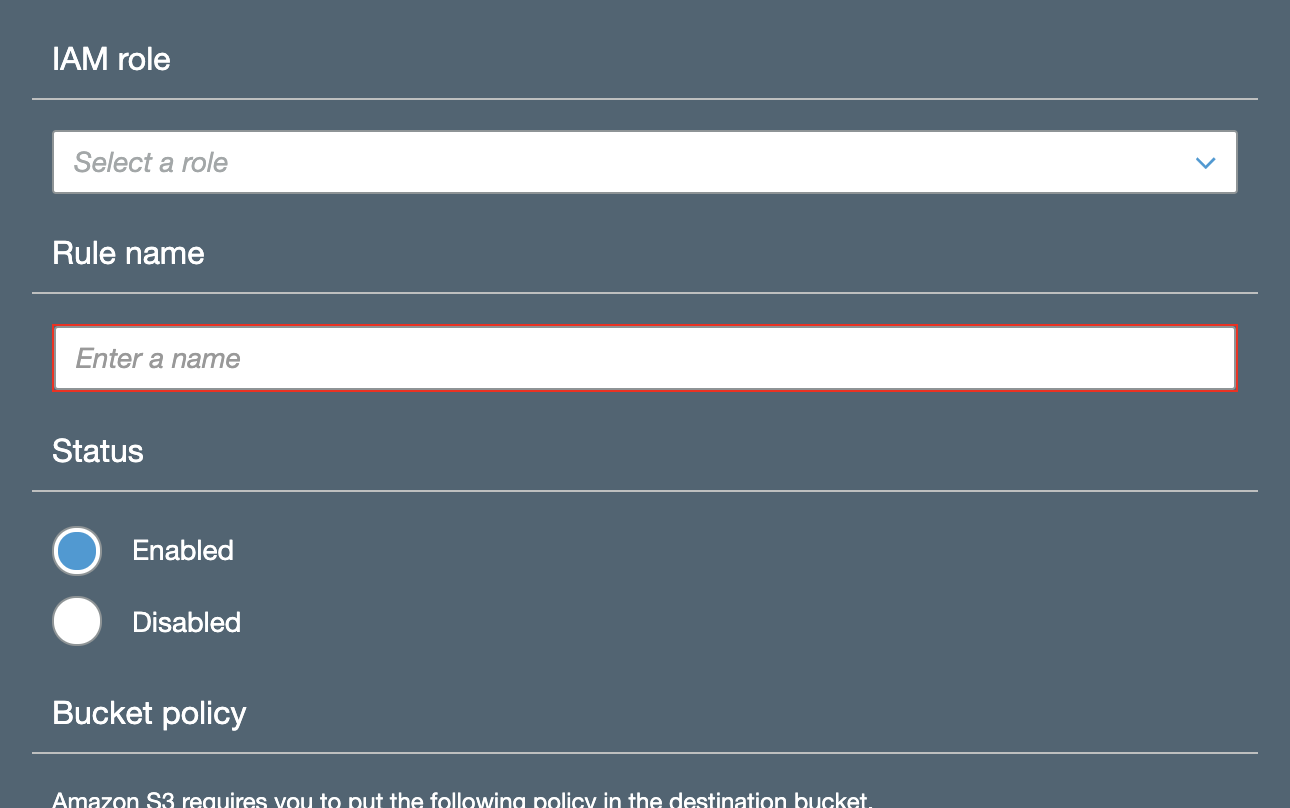 IAM role
Select a role
Rule name
Enter a name
Status
Enabled
Disabled
Bucket policy
Amazon S3 requires you to put the following policy in the destination bucket.